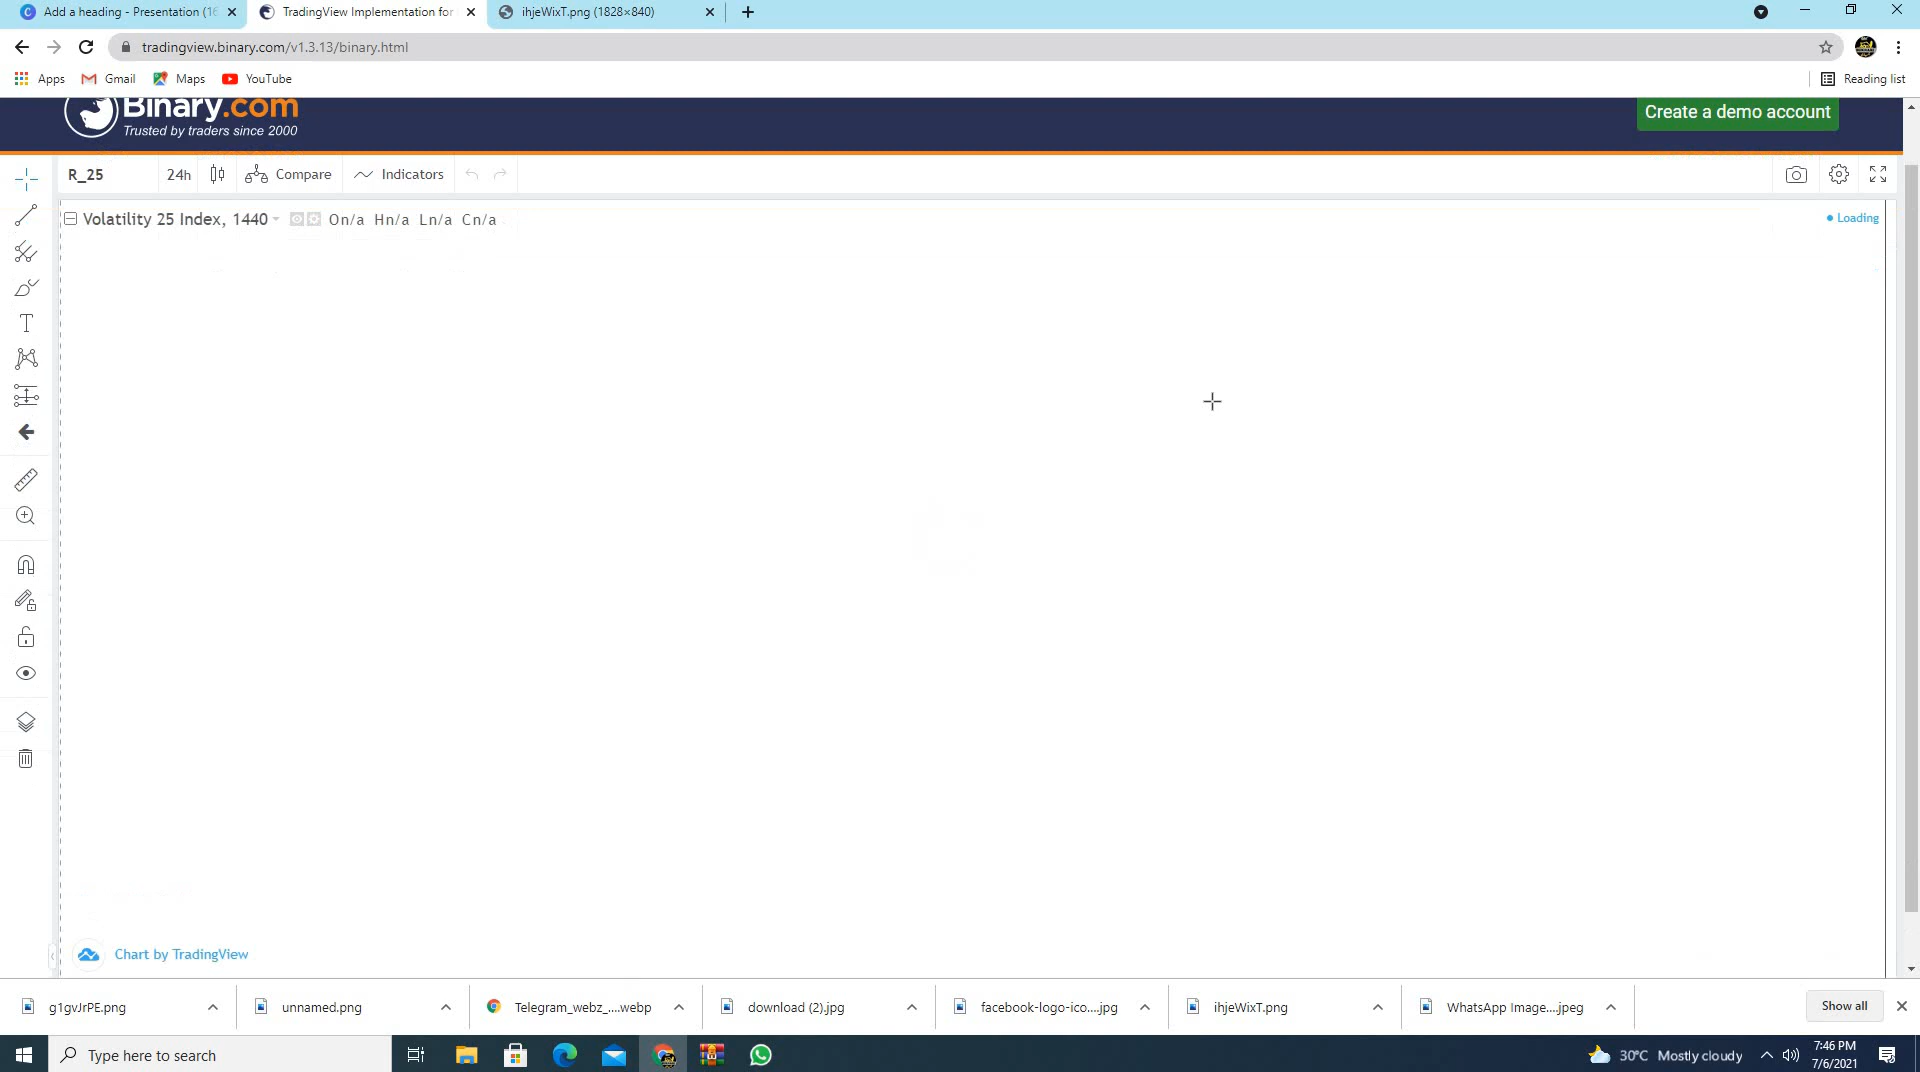 Add a heading - Presentation (16
TradingView Implementation for
ihjeWixT.png (1828×840)
tradingview.binary.com/v1.3.13/binary.html
Apps
Gmail
Maps
YouTube
Reading list
Binary.com
Trusted by traders since 2000
Create a demo account
R_25
24h
Compare
Indicators
Volatility 25 Index, 1440
On/a Hn/a Ln/a Cn/a
Loading
Chart by TradingView
g1gvJrPE.png
unnamed.png
Telegram_webz_....webp
download (2).jpg
facebook-logo-ico....jpg
ihjeWixT.png
WhatsApp Image....jpeg
Show all
Type here to search
30°C Mostly cloudy
7:46 PM
7/6/2021